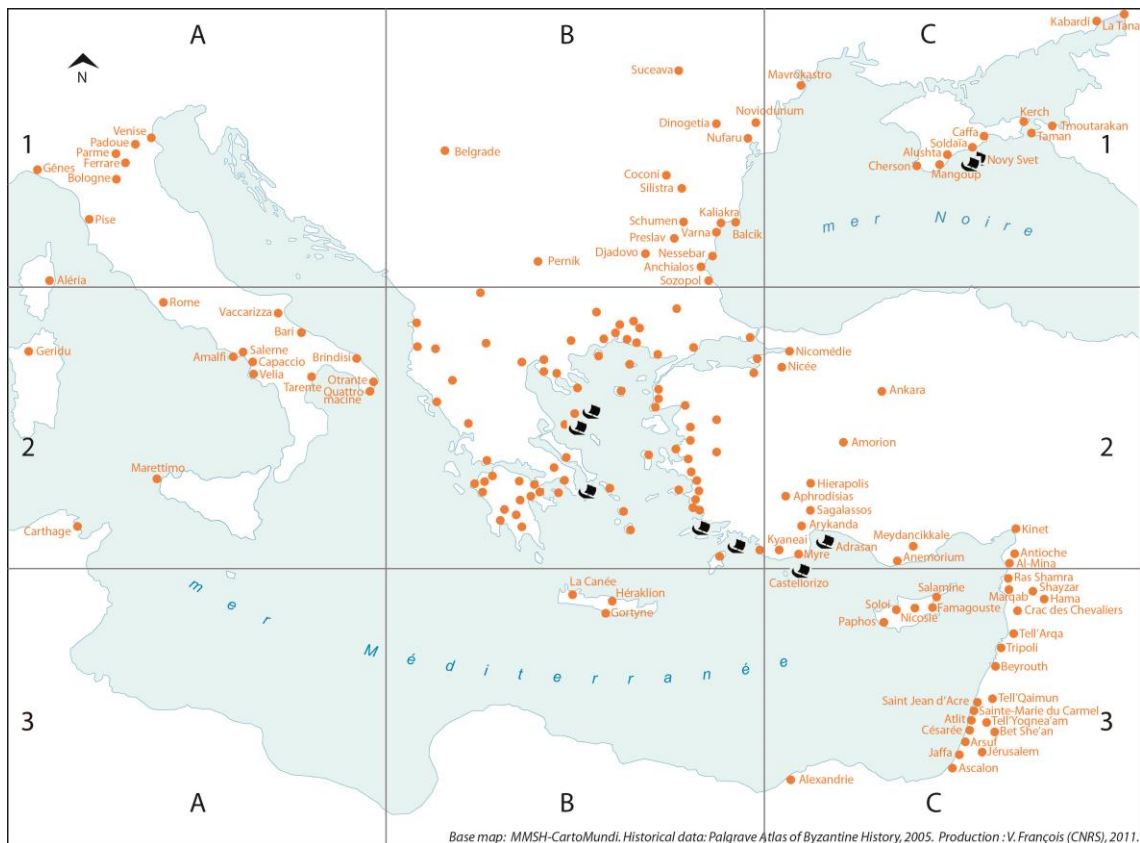 A
B
C
N
1
1
Kabardi
La Tana
Suceava
Mavrokastro
Venise
Padoue
Parme
Ferrare
Gênes
Bologne
Pise
Belgrade
Dinogetia
Noviodunum
Nufaru
Kerch
Caffa
Tmoutarakan
Soldaïa
Taman
Alushta
Novy Svet
Cherson
Mangoup
Coconi
Silistra
Kaliakra
Schumen
Varna
Balcik
Preslav
Djadovo
Nessebar
Pernik
Anchialos
Sozopol
mer Noire
Aléria
Rome
Vaccarizza
Bari
Geridu
Salerne
Amalfi
Capaccio
Velia
Brindisi
Tarente
Otrante
Quattro
macine
Nicomédie
Nicée
Ankara
2
2
Amorion
Marettimo
Carthage
Hierapolis
Aphrodisias
Sagalassos
Arykanda
Kyaneai
Adrasan
Myre
Meydancikkale
Anemorium
Kinet
Antioche
Al-Mina
Castellorizo
La Canée
Héraklion
Gortyne
Salamine
Soloi
Famagouste
Nicosie
Paphos
Ras Shamra
Shayzar
Marqab
Hama
Crac des Chevaliers
Tell'Arqa
Tripoli
Beyrouth
mer Méditerranée
3
3
Saint Jean d'Acre
Tell'Qaimun
Sainte-Marie du Carmel
Atlit
Tell'Yognea'am
Césarée
Bet She'an
Arsuf
Jaffa
Jérusalem
Ascalon
Alexandrie
A
B
C
Base map: MMSH-CartoMundi. Historical data: Palgrave Atlas of Byzantine History, 2005. Production : V. François (CNRS), 2011.